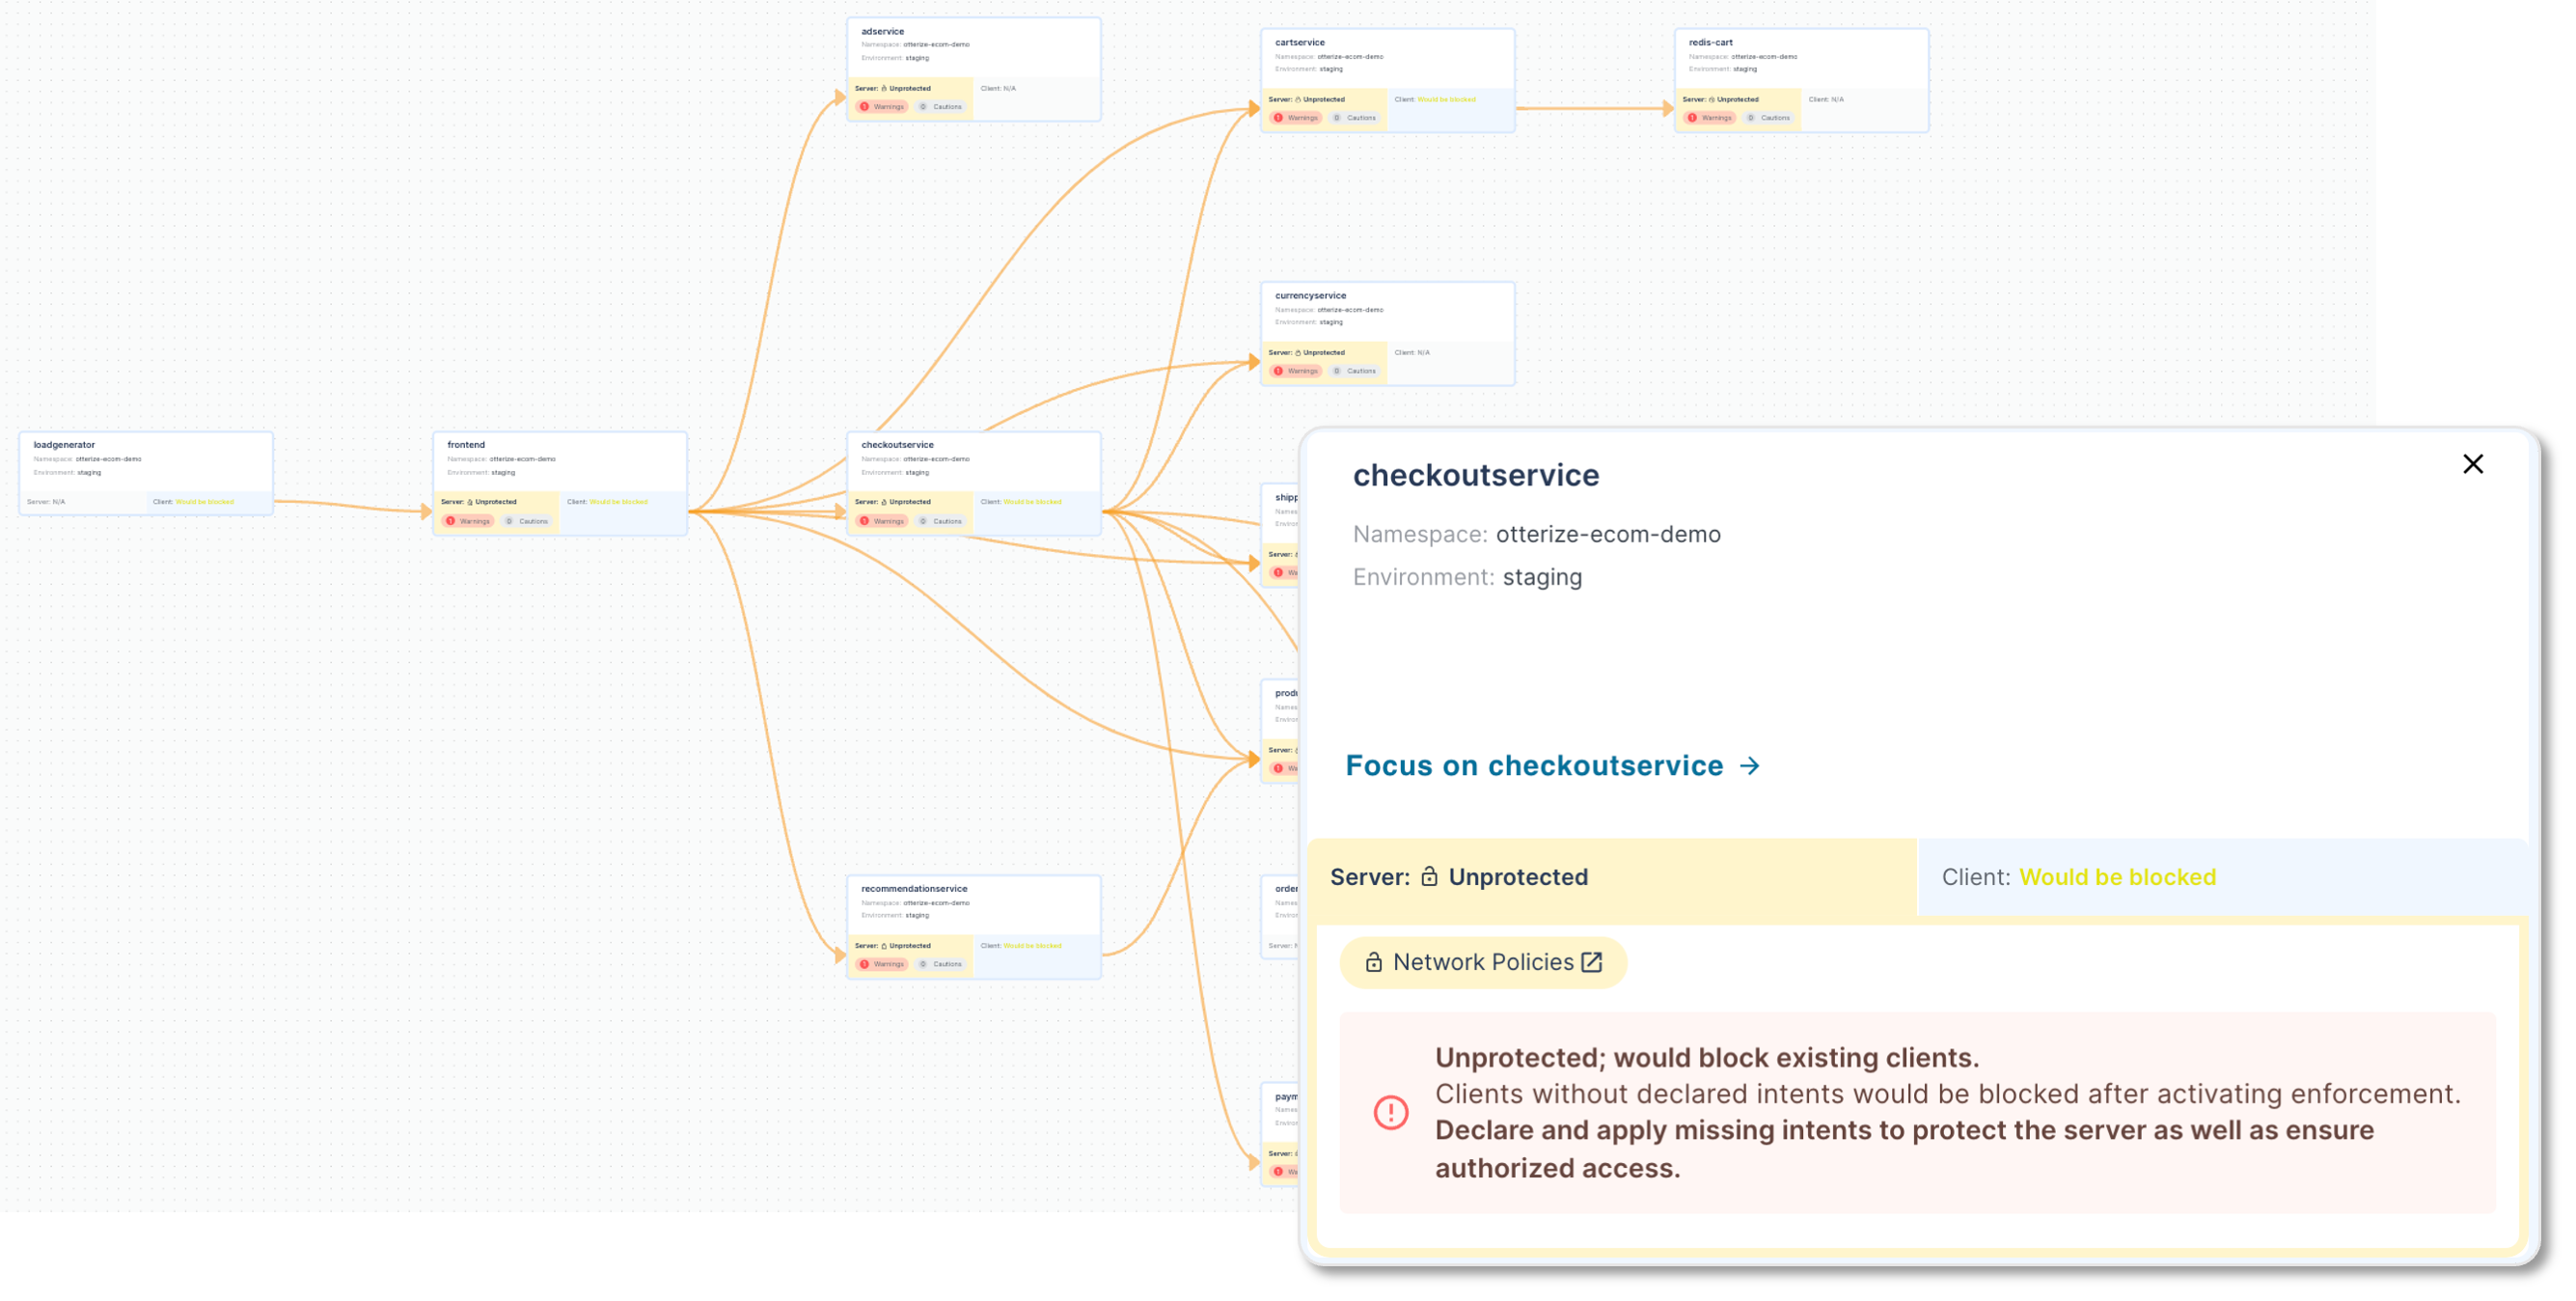 adservice
Namespace: otterize-ecom-demo
Environment: staging
Server: Unprotected
Client: N/A
1 Warnings 0 Cautions
cartservice
Namespace: otterize-ecom-demo
Environment: staging
Server: Unprotected
Client: Would be blocked
1 Warnings 0 Cautions
redis-cart
Namespace: otterize-ecom-demo
Environment: staging
Server: Unprotected
Client: N/A
1 Warnings 0 Cautions
currencyservice
Namespace: otterize-ecom-demo
Environment: staging
Server: Unprotected
Client: N/A
1 Warnings 0 Cautions
loadgenerator
Namespace: otterize-ecom-demo
Environment: staging
Server: N/A
Client: Would be blocked
frontend
Namespace: otterize-ecom-demo
Environment: staging
Server: Unprotected
Client: Would be blocked
1 Warnings 0 Cautions
checkoutservice
Namespace: otterize-ecom-demo
Environment: staging
Server: Unprotected
Client: Would be blocked
1 Warnings 0 Cautions
recommendationservice
Namespace: otterize-ecom-demo
Environment: staging
Server: Unprotected
Client: Would be blocked
1 Warnings 0 Cautions
Server:
Server:
Server:
Server:
checkoutservice
Namespace: otterize-ecom-demo
Environment: staging
Focus on checkoutservice →
Server: Unprotected
Client: Would be blocked
Network Policies
Unprotected; would block existing clients.
Clients without declared intents would be blocked after activating enforcement.
Declare and apply missing intents to protect the server as well as ensure
authorized access.